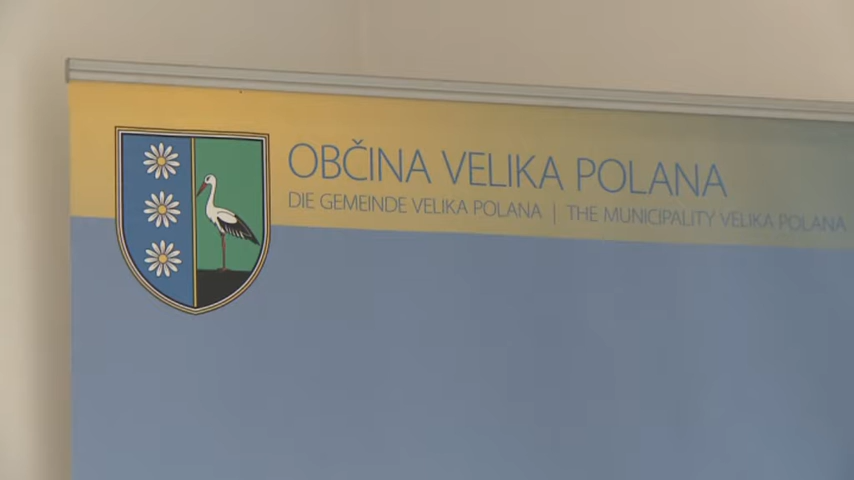 OBČINA VELIKA POLANA
DIE GEMEINDE VELIKA POLANA | THE MUNICIPALITY VELIKA POLANA